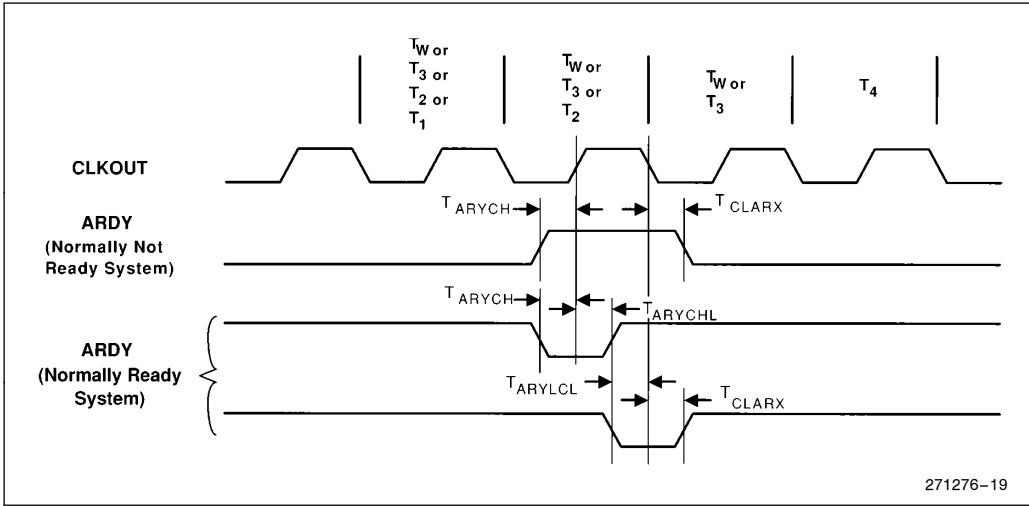 TW or
T3 or
T2 or
T1
TW or
T3 or
T2
TW or
T3
T4
CLKOUT
TARYCH
TCLARX
ARDY
(Normally Not
Ready System)
TARYCH
TARYCHL
ARDY
(Normally Ready
System)
TARYLCL
TCLARX
271276–19